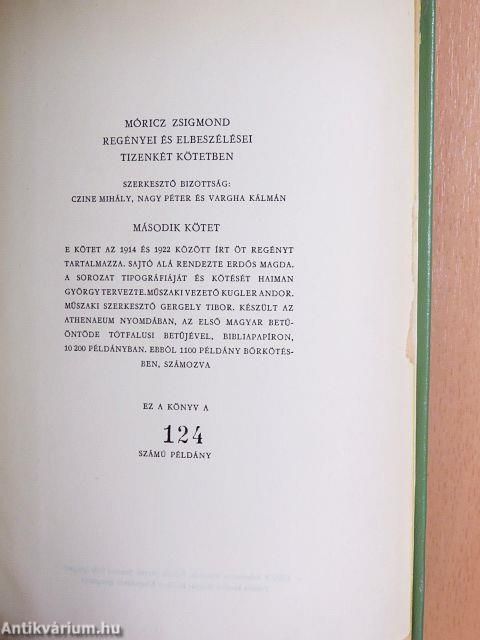 MÓRICZ ZSIGMOND
REGÉNYEI ÉS ELBESZÉLÉSEI
TIZENKÉT KÖTETBEN
SZERKESZTŐ BIZOTTSÁG:
CZINE MIHÁLY, NAGY PÉTER ÉS VARGHA KÁLMÁN
MÁSODIK KÖTET
E KÖTET AZ 1914 ÉS 1922 KÖZÖTT ÍRT ÖT REGÉNYT
TARTALMAZZA. SAJTÓ ALÁ RENDEZTE ERDŐS MAGDA.
A SOROZAT TIPOGRÁFIÁJÁT ÉS KÖTÉSÉT HAIMAN
GYÖRGY TERVEZTE. MŰSZAKI VEZETŐ KUGLER ANDOR.
MŰSZAKI SZERKESZTŐ GERGELY TIBOR. KÉSZÜLT AZ
ATHENAEUM NYOMDÁBAN, AZ ELSŐ MAGYAR BETŰ-
ÖNTÖDE TÓTFALUSI BETŰJÉVEL, BIBLIAPAPÍRON,
10 200 PÉLDÁNYBAN. EBBŐL 1100 PÉLDÁNY BŐRKÖTÉS-
BEN, SZÁMOZVA
EZ A KÖNYV A
124
SZÁMÚ PÉLDÁNY
Antikvárium.hu